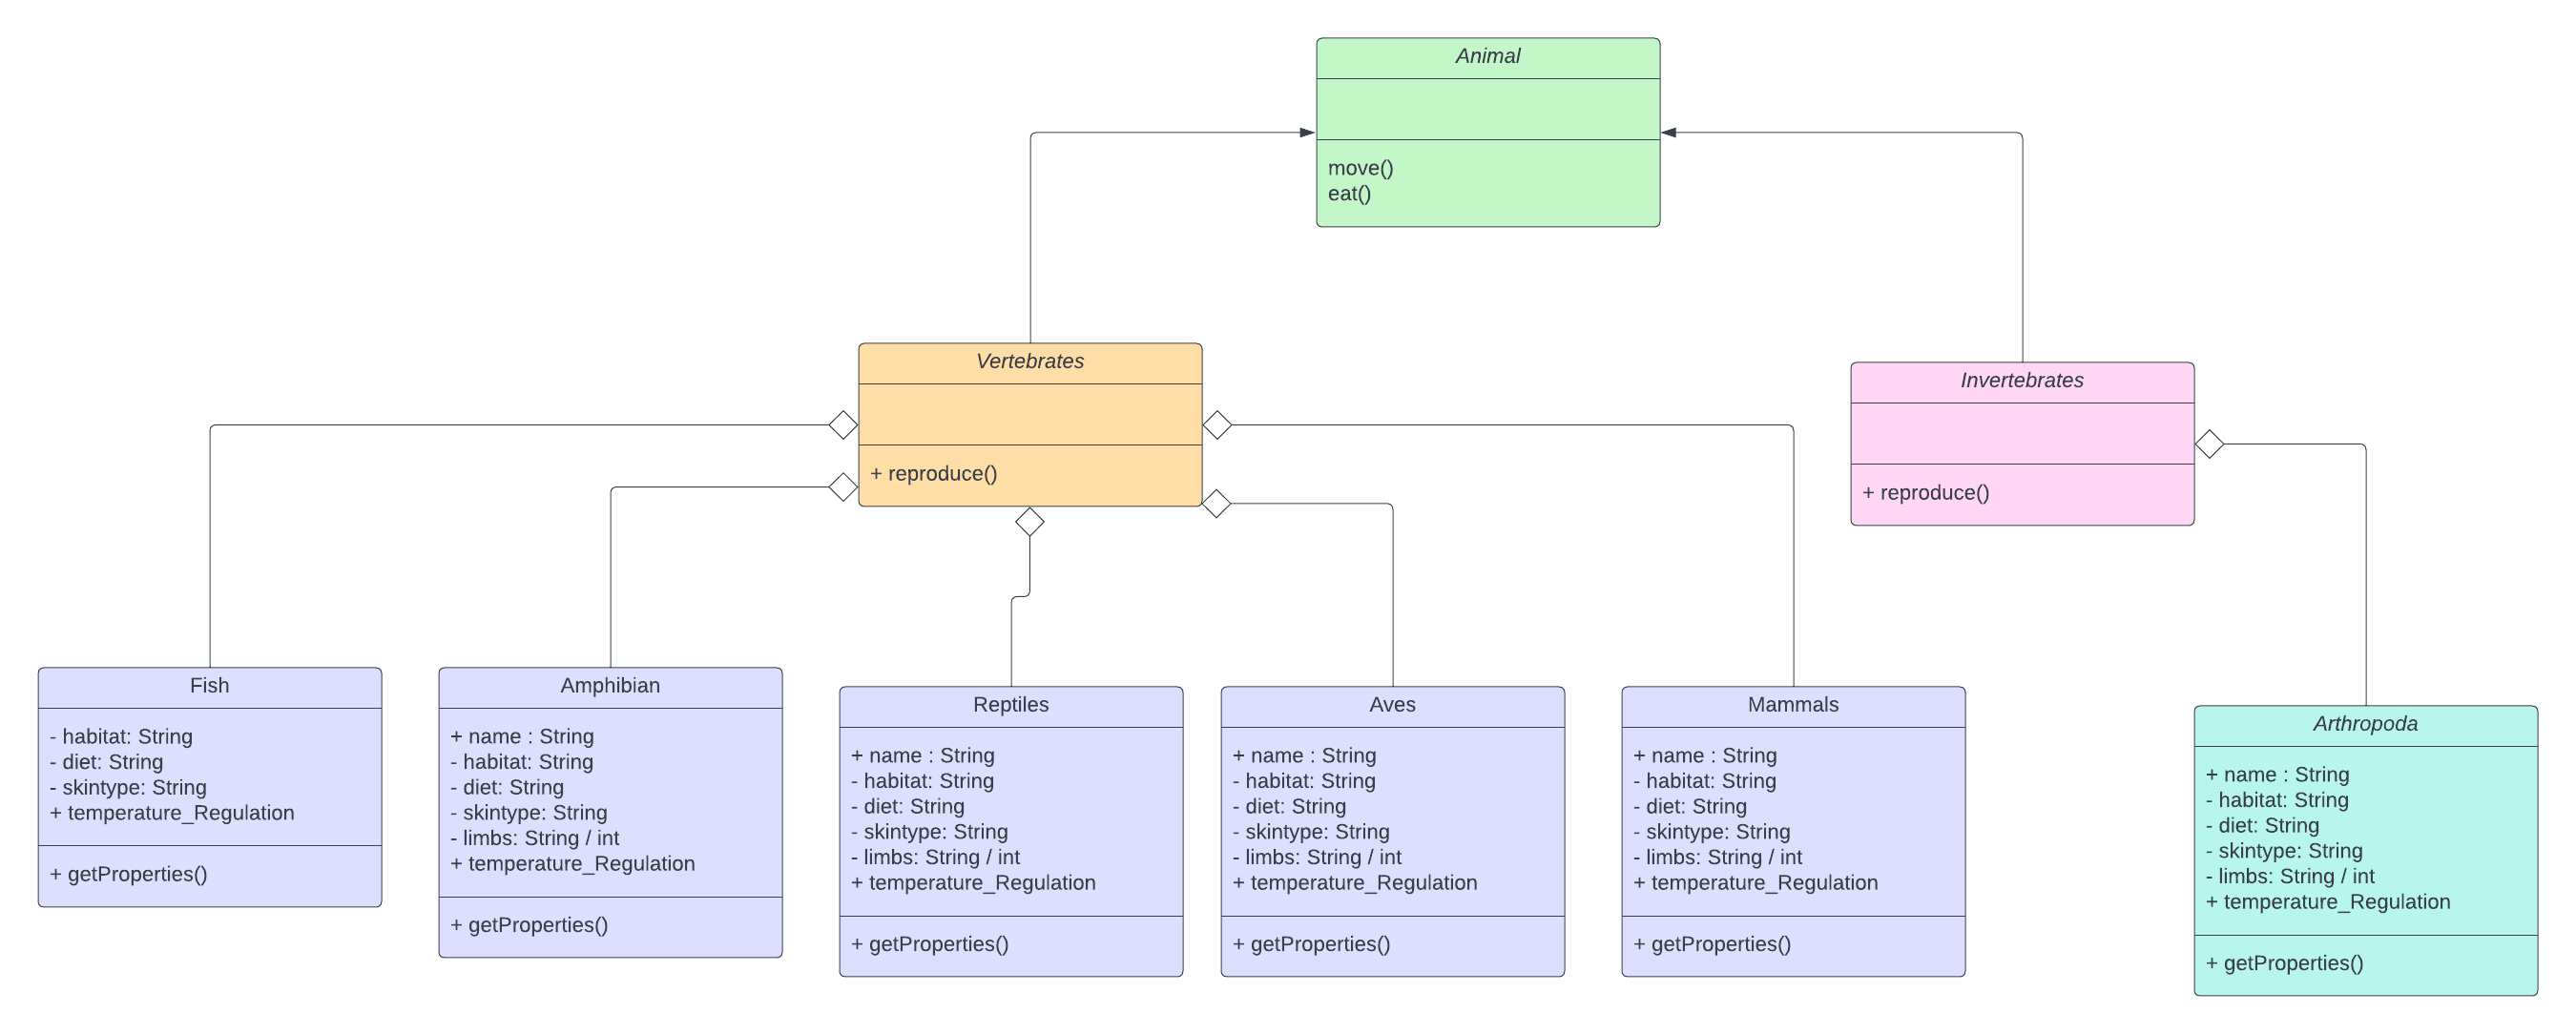 Animal
move()
eat()
Vertebrates
+ reproduce()
Invertebrates
+ reproduce()
Fish
- habitat: String
- diet: String
- skintype: String
+ temperature_Regulation
+ getProperties()
Amphibian
+ name : String
- habitat: String
- diet: String
- skintype: String
- limbs: String / int
+ temperature_Regulation
+ getProperties()
Reptiles
+ name : String
- habitat: String
- diet: String
- skintype: String
- limbs: String / int
+ temperature_Regulation
+ getProperties()
Aves
+ name : String
- habitat: String
- diet: String
- skintype: String
- limbs: String / int
+ temperature_Regulation
+ getProperties()
Mammals
+ name : String
- habitat: String
- diet: String
- skintype: String
- limbs: String / int
+ temperature_Regulation
+ getProperties()
Arthropoda
+ name : String
- habitat: String
- diet: String
- skintype: String
- limbs: String / int
+ temperature_Regulation
+ getProperties()